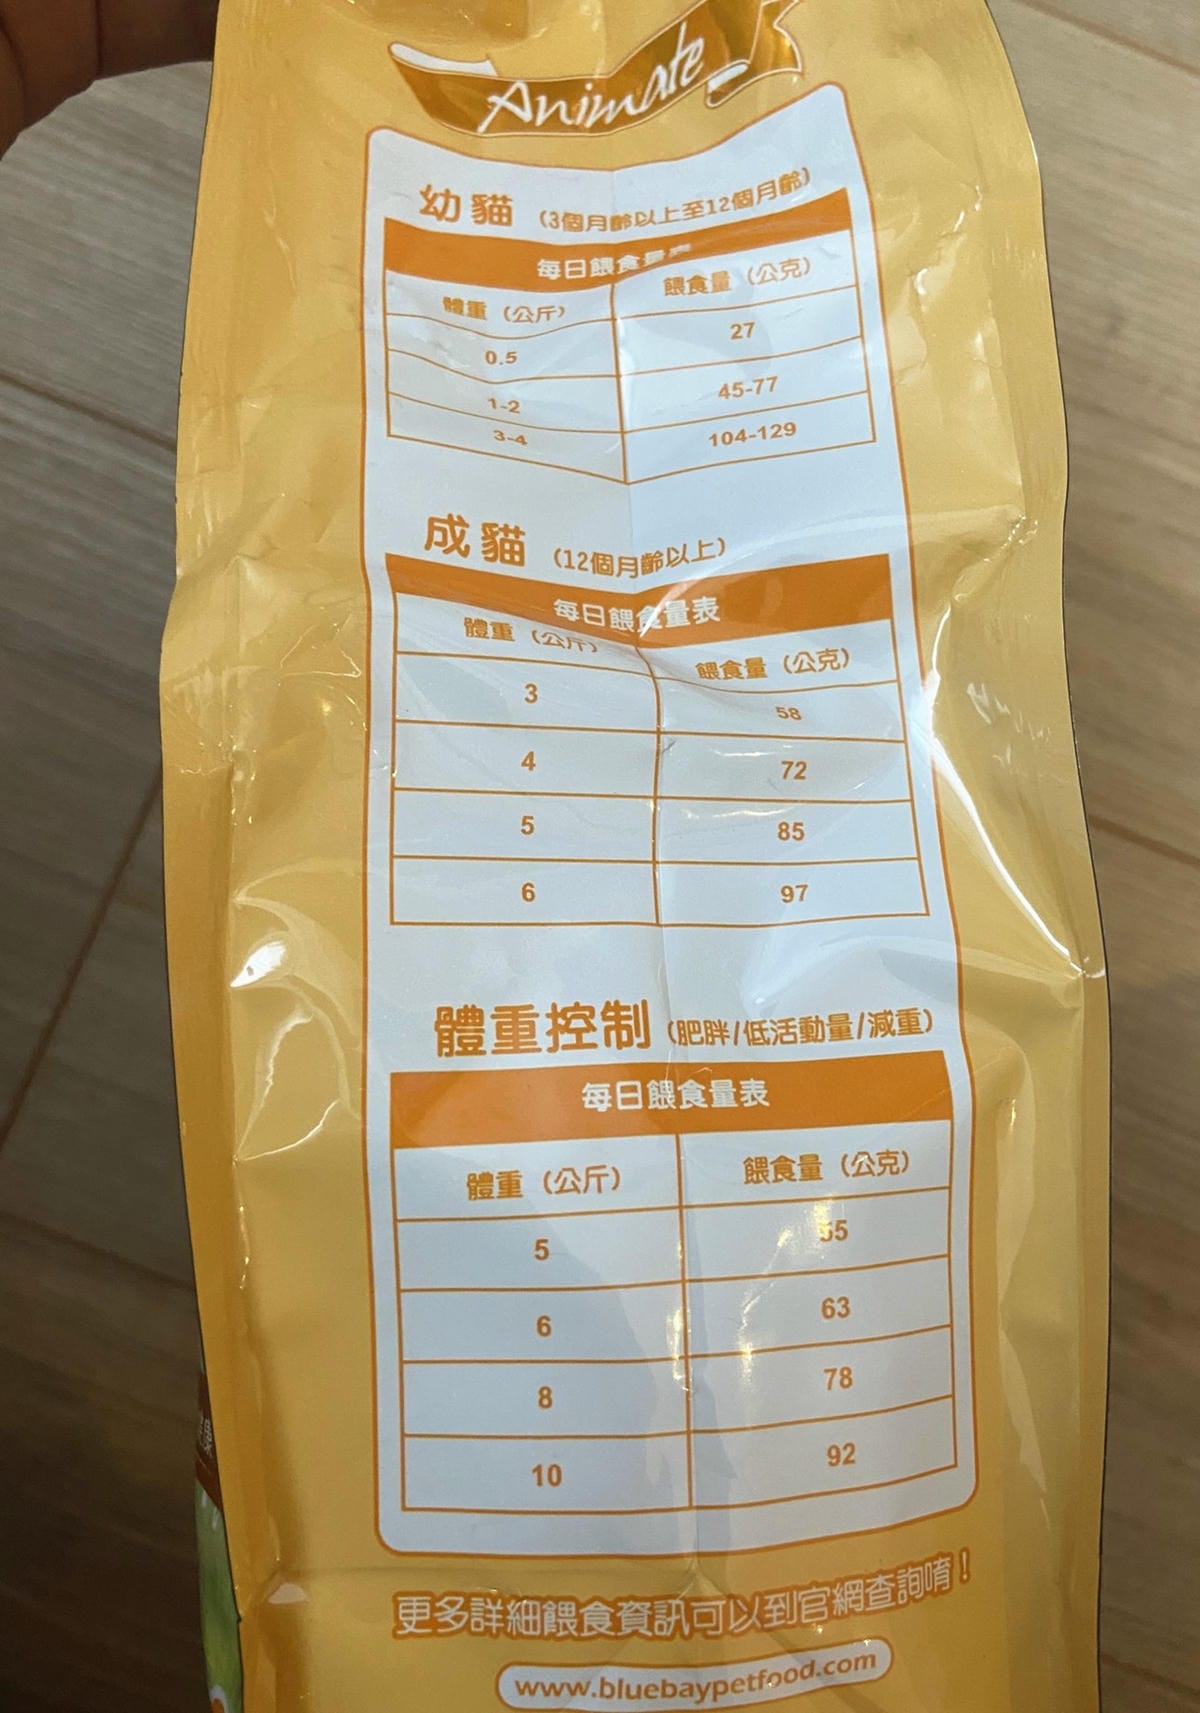 Animate
幼貓 (3個月齡以上至12個月齡)
每日餵食量表
體重 (公斤) 餵食量 (公克)
0.5 27
1-2 45-77
3-4 104-129
成貓 (12個月齡以上)
每日餵食量表
體重 (公斤) 餵食量 (公克)
3 58
4 72
5 85
6 97
體重控制 (肥胖/低活動量/減重)
每日餵食量表
體重 (公斤) 餵食量 (公克)
5 55
6 63
8 78
10 92
更多詳細餵食資訊可以到官網查詢唷!
www.bluebaypetfood.com